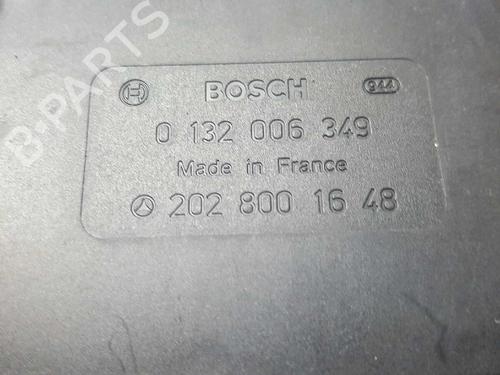 BOSCH 944
0 132 006 349
Made in France
202 800 16 48
B-PARTS